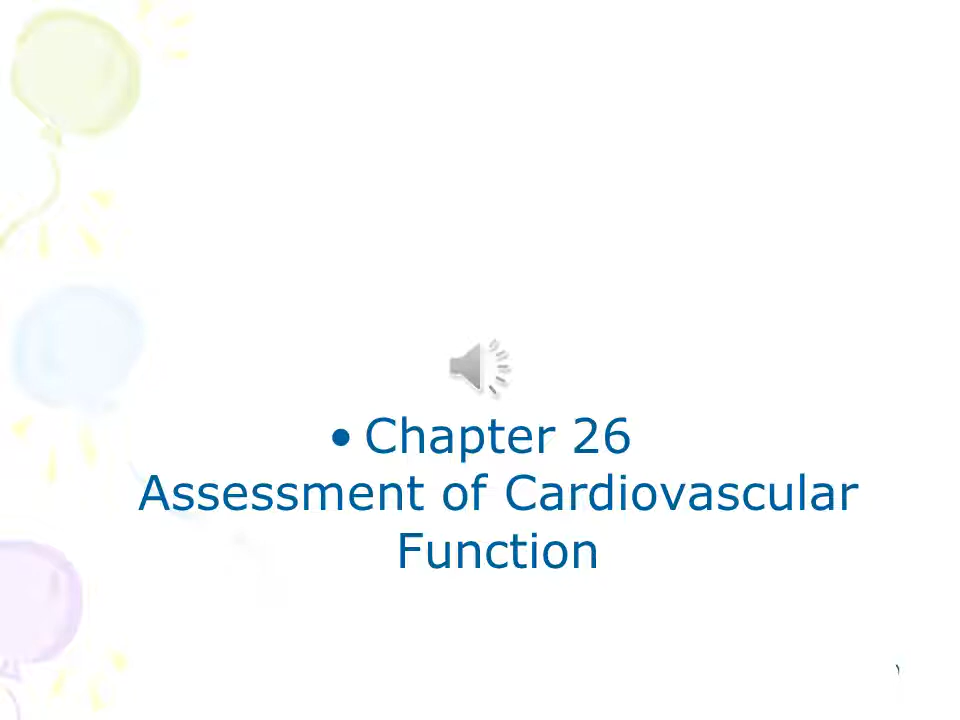 • Chapter 26
Assessment of Cardiovascular
Function